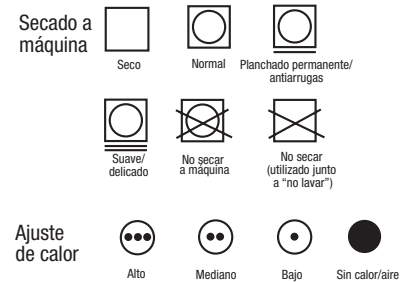 Secado a
máquina
Seco
Normal
Planchado permanente/
antiarrugas
Suave/
delicado
No secar
a máquina
No secar
(utilizado junto
a “no lavar”)
Ajuste
de calor
Alto
Mediano
Bajo
Sin calor/aire